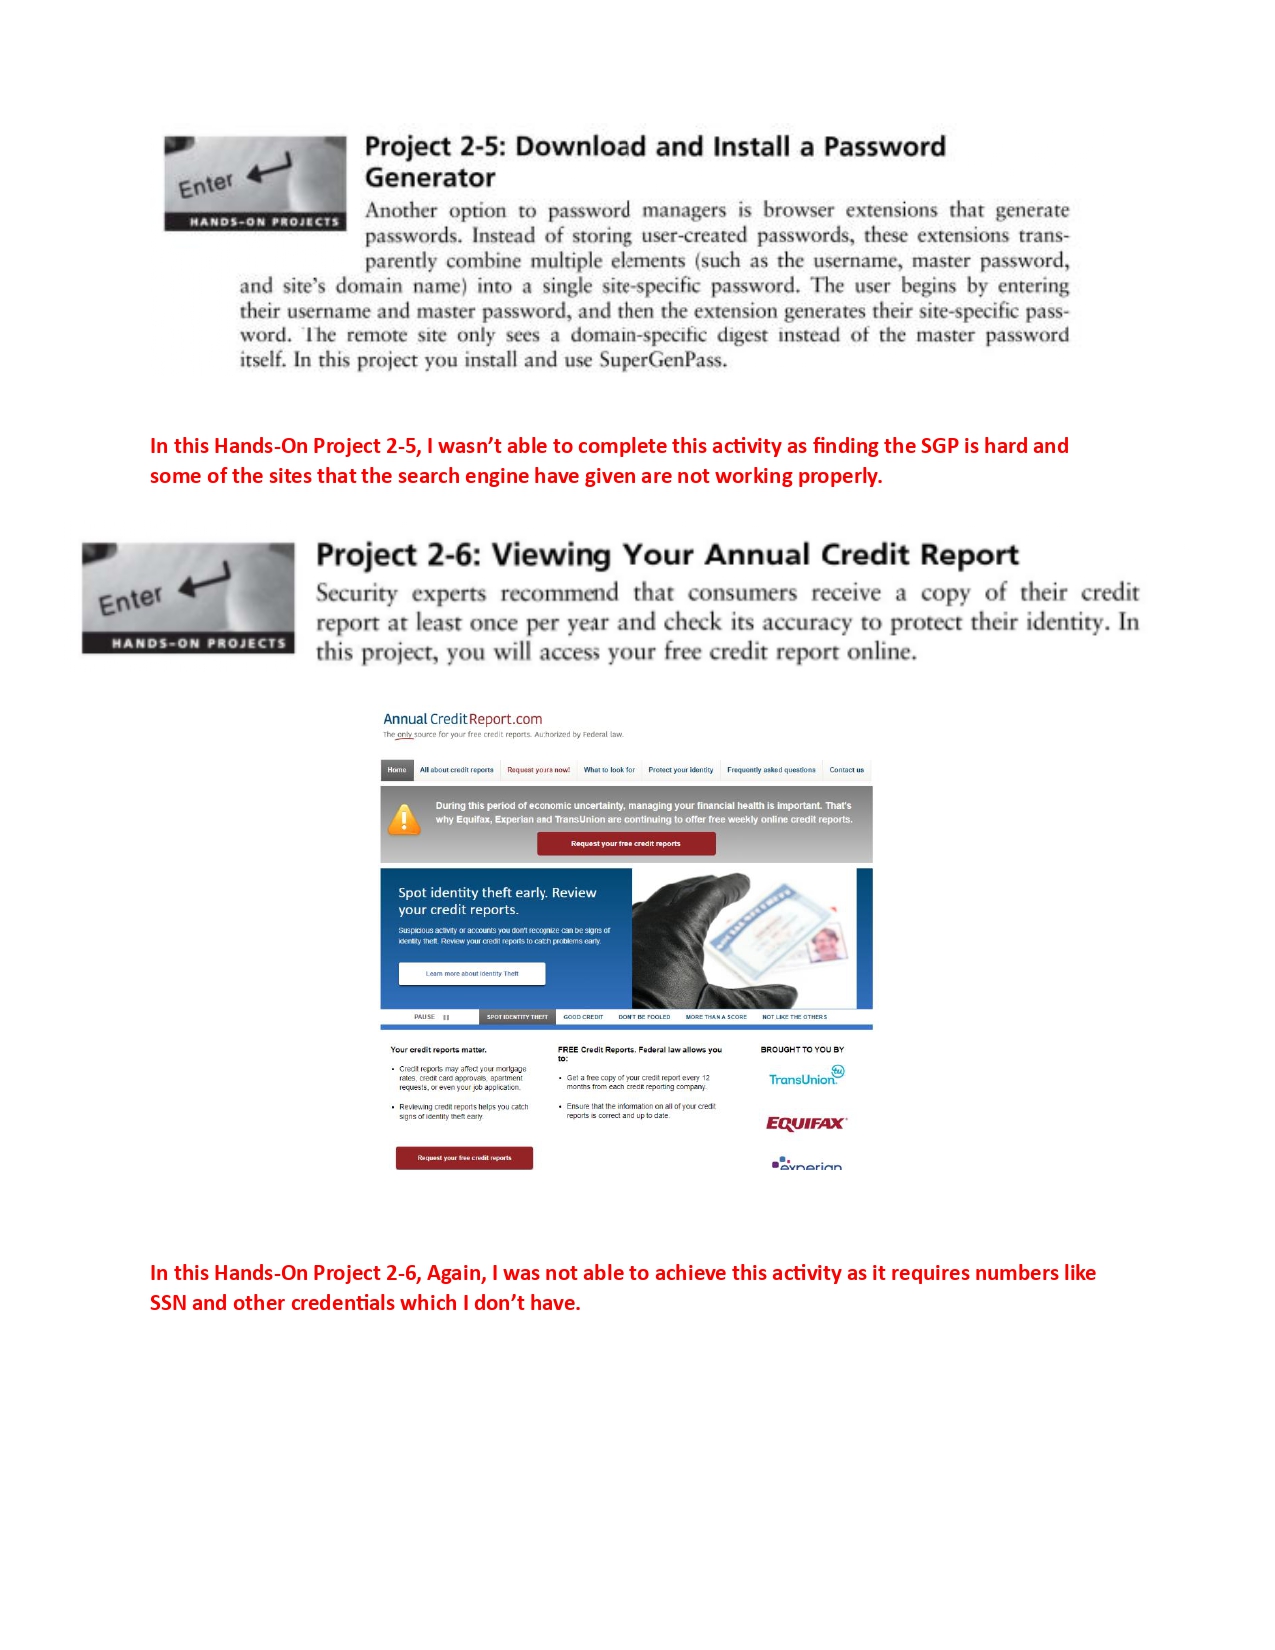 Enter
HANDS-ON PROJECTS
Project 2-5: Download and Install a Password
Generator
Another option to password managers is browser extensions that generate
passwords. Instead of storing user-created passwords, these extensions trans-
parently combine multiple elements (such as the username, master password,
and site's domain name) into a single site-specific password. The user begins by entering
their username and master password, and then the extension generates their site-specific pass-
word. The remote site only sees a domain-specific digest instead of the master password
itself. In this project you install and use SuperGenPass.
In this Hands-On Project 2-5, I wasn't able to complete this activity as finding the SGP is hard and
some of the sites that the search engine have given are not working properly.
Enter
HANDS-ON PROJECTS
Project 2-6: Viewing Your Annual Credit Report
Security experts recommend that consumers receive a copy of their credit
report at least once per year and check its accuracy to protect their identity. In
this project, you will access your free credit report online.
AnnualCreditReport.com
The only source for your free credit reports. Authorized by Federal law.
Home All about credit reports Request yours now! What to look for Protect your identity Frequently asked questions Contact us
During this period of economic uncertainty, managing your financial health is important. That's
why Equifax, Experian and TransUnion are continuing to offer free weekly online credit reports.
Request your free credit reports
Spot identity theft early. Review
your credit reports.
Suspicious activity or accounts you don't recognize can be signs of
identity theft. Review your credit reports to catch problems early.
Learn more about Identity Theft
SOCIAL SECURITY
PAUSE SPOT IDENTITY THEFT GOOD CREDIT DON'T BE FOOLED MORE THAN A SCORE NOT LIKE THE OTHERS
Your credit reports matter.
• Credit reports may affect your mortgage
rates, credit card approvals, apartment
requests, or even your job application.
• Reviewing credit reports helps you catch
signs of identity theft early.
Request your free credit reports
FREE Credit Reports. Federal law allows you
to:
• Get a free copy of your credit report every 12
months from each credit reporting company.
• Ensure that the information on all of your credit
reports is correct and up to date.
BROUGHT TO YOU BY
TransUnion. tu
EQUIFAX
experian
In this Hands-On Project 2-6, Again, I was not able to achieve this activity as it requires numbers like
SSN and other credentials which I don't have.